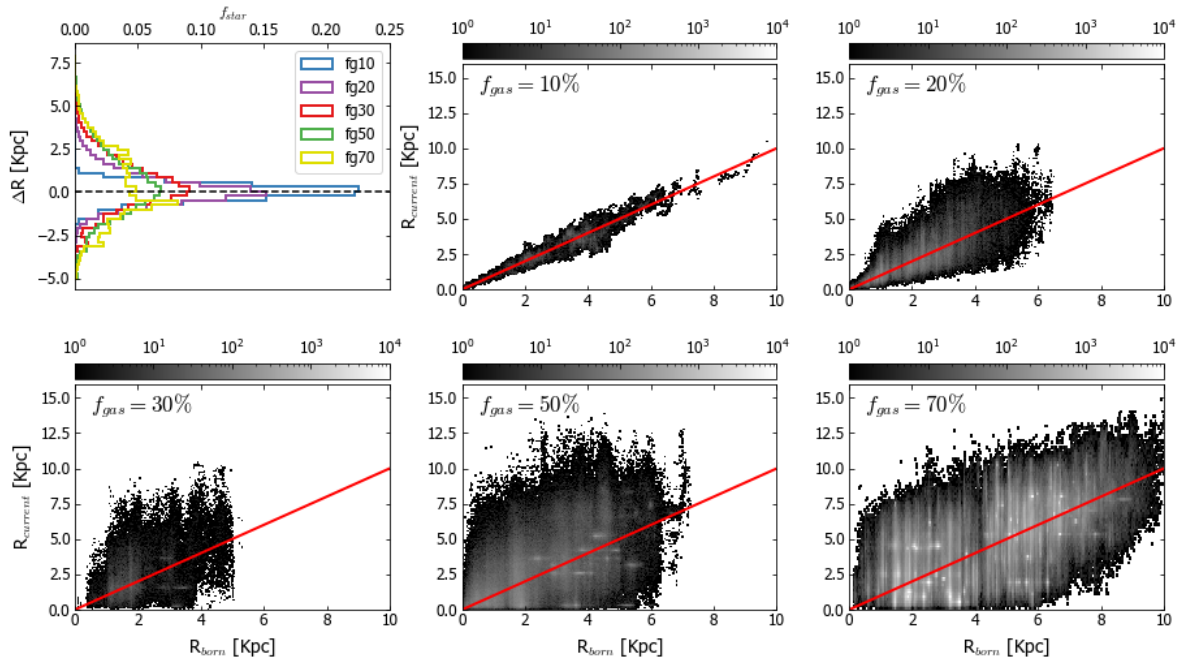 f_star
0.00 0.05 0.10 0.15 0.20 0.25
7.5
5.0
2.5
0.0
−2.5
−5.0
ΔR [Kpc]
fg10
fg20
fg30
fg50
fg70
10^0 10^1 10^2 10^3 10^4
f_gas = 10%
15.0
12.5
10.0
7.5
5.0
2.5
0.0
R_current [Kpc]
0 2 4 6 8 10
10^0 10^1 10^2 10^3 10^4
f_gas = 20%
15.0
12.5
10.0
7.5
5.0
2.5
0.0
0 2 4 6 8 10
10^0 10^1 10^2 10^3 10^4
f_gas = 30%
15.0
12.5
10.0
7.5
5.0
2.5
0.0
R_current [Kpc]
0 2 4 6 8 10
R_born [Kpc]
10^0 10^1 10^2 10^3 10^4
f_gas = 50%
15.0
12.5
10.0
7.5
5.0
2.5
0.0
0 2 4 6 8 10
R_born [Kpc]
10^0 10^1 10^2 10^3 10^4
f_gas = 70%
15.0
12.5
10.0
7.5
5.0
2.5
0.0
0 2 4 6 8 10
R_born [Kpc]